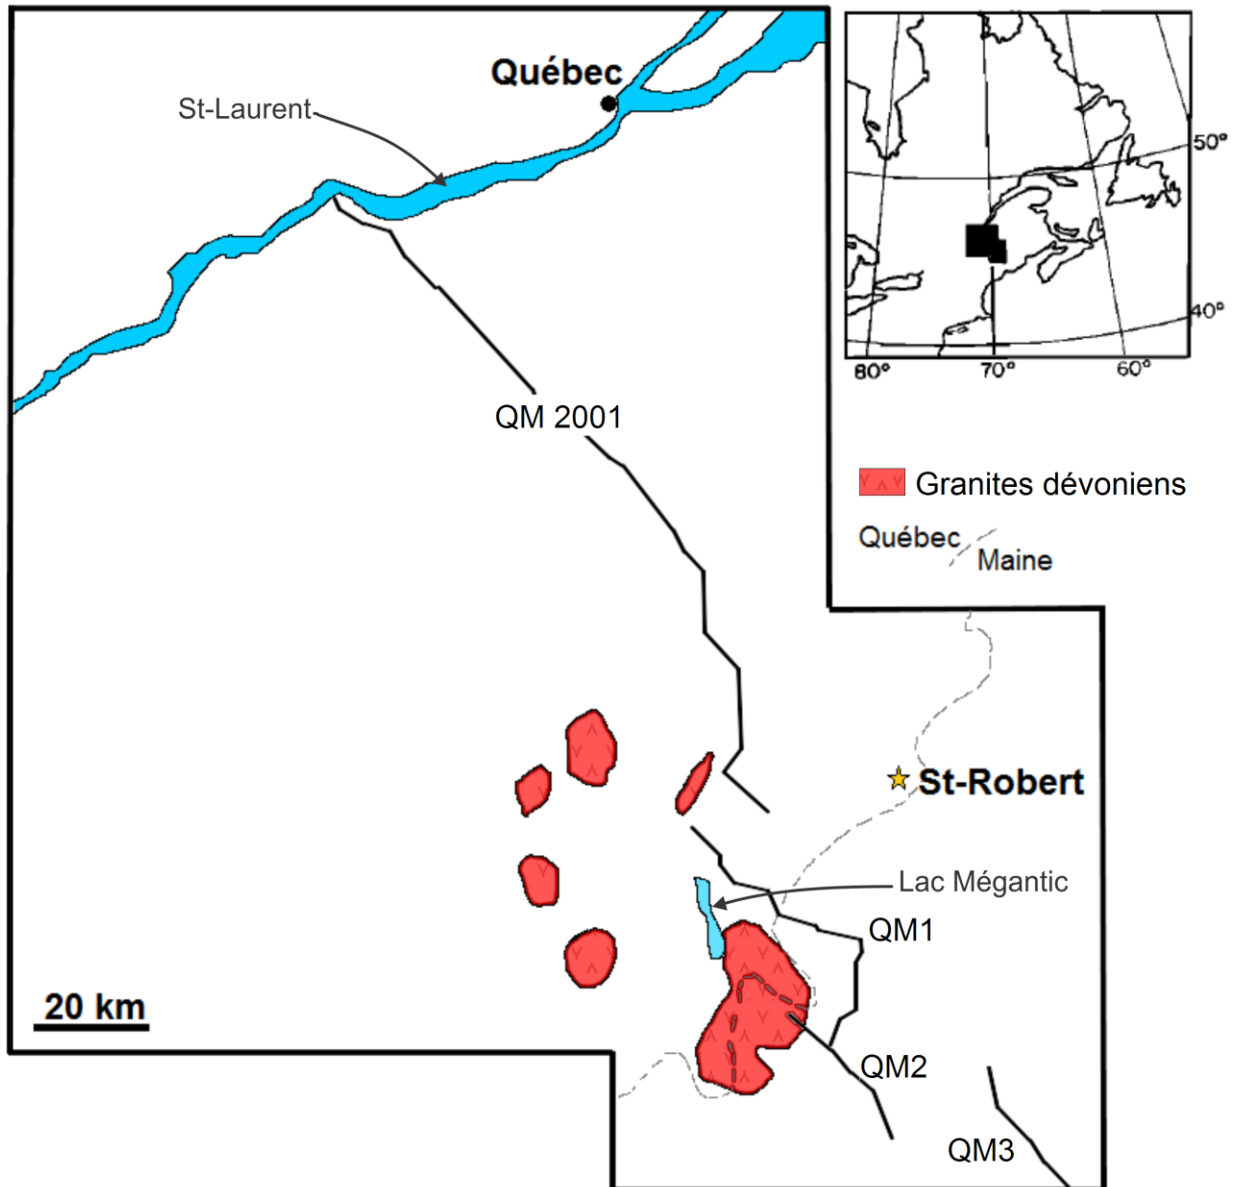 Québec
St-Laurent
50°
40°
80°
70°
60°
QM 2001
Granites dévoniens
Québec
Maine
St-Robert
Lac Mégantic
QM1
20 km
QM2
QM3